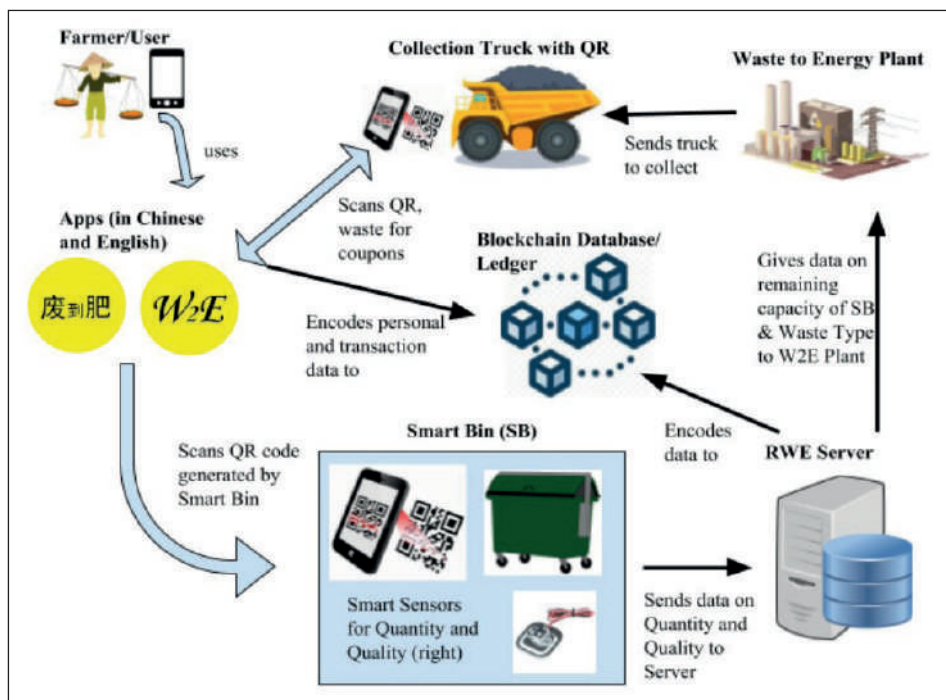 Farmer/User
uses
Collection Truck with QR
Waste to Energy Plant
Sends truck
to collect
Apps (in Chinese
and English)
废到肥
W2E
Scans QR,
waste for
coupons
Blockchain Database/
Ledger
Encodes personal
and transaction
data to
Gives data on
remaining
capacity of SB
& Waste Type
to W2E Plant
Scans QR code
generated by
Smart Bin
Smart Bin (SB)
Smart Sensors
for Quantity and
Quality (right)
Encodes
data to
RWE Server
Sends data on
Quantity and
Quality to
Server